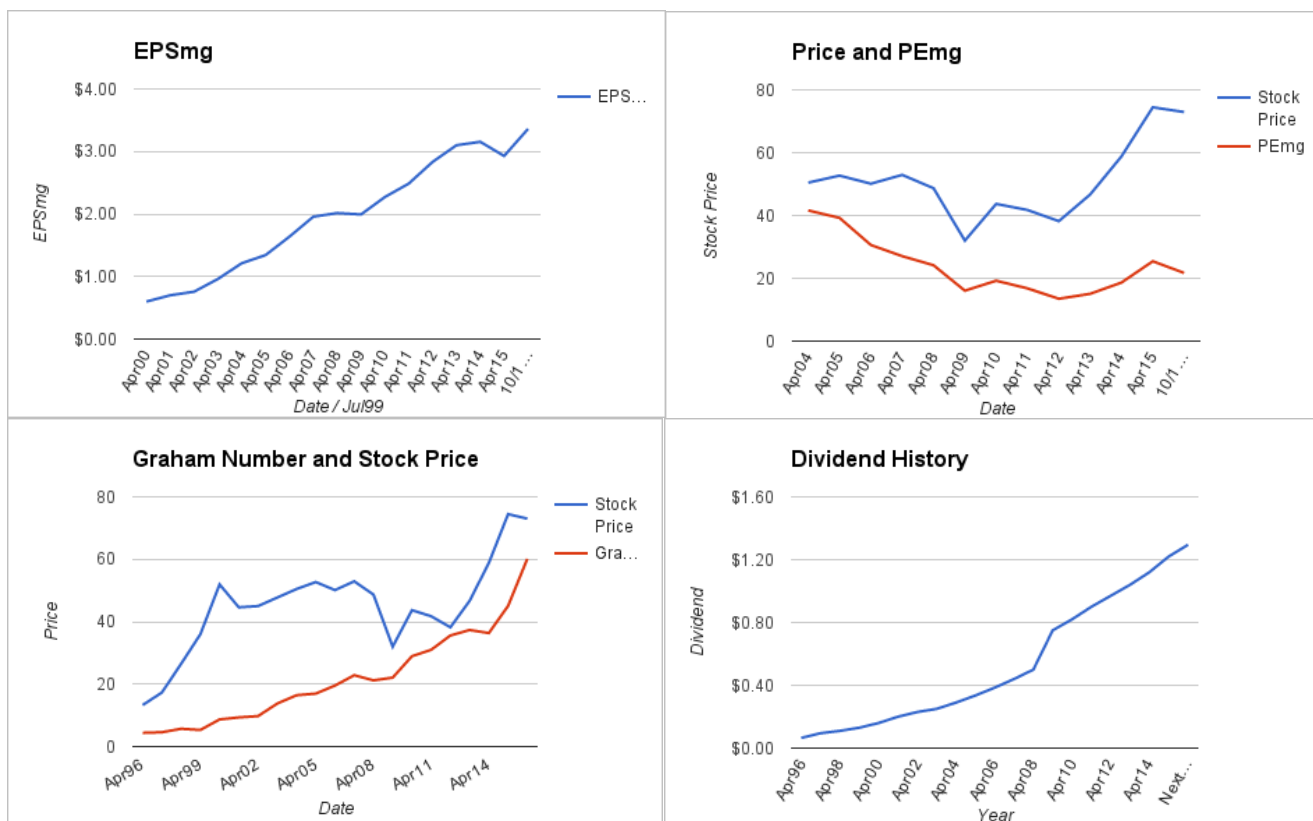 EPSmg
$4.00
$3.00
$2.00
$1.00
$0.00
EPSmg
EPS...
Apr00
Apr01
Apr02
Apr03
Apr04
Apr05
Apr06
Apr07
Apr08
Apr09
Apr10
Apr11
Apr12
Apr13
Apr14
Apr15
10/1...
Date / Jul99
Price and PEmg
80
60
40
20
0
Stock Price
Stock
Price
PEmg
Apr04
Apr05
Apr06
Apr07
Apr08
Apr09
Apr10
Apr11
Apr12
Apr13
Apr14
Apr15
10/1...
Date
Graham Number and Stock Price
80
60
40
20
0
Price
Stock
Price
Gra...
Apr96
Apr99
Apr02
Apr05
Apr08
Apr11
Apr14
Date
Dividend History
$1.60
$1.20
$0.80
$0.40
$0.00
Dividend
Apr96
Apr98
Apr00
Apr02
Apr04
Apr06
Apr08
Apr10
Apr12
Apr14
Next...
Year